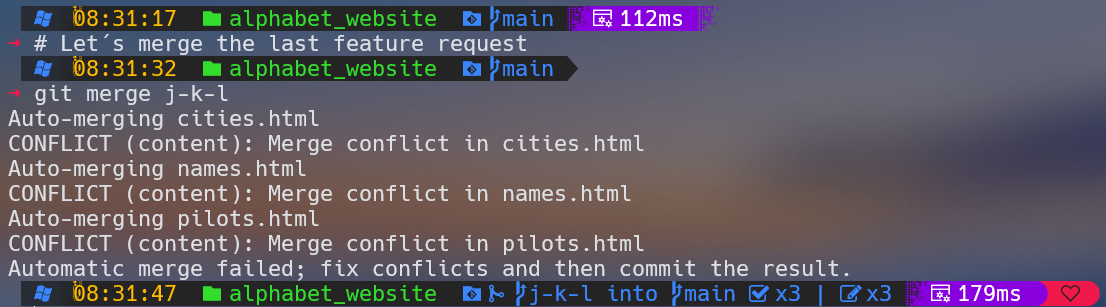 08:31:17 alphabet_website main 112ms
→ # Let´s merge the last feature request
08:31:32 alphabet_website main
→ git merge j-k-l
Auto-merging cities.html
CONFLICT (content): Merge conflict in cities.html
Auto-merging names.html
CONFLICT (content): Merge conflict in names.html
Auto-merging pilots.html
CONFLICT (content): Merge conflict in pilots.html
Automatic merge failed; fix conflicts and then commit the result.
08:31:47 alphabet_website j-k-l into main x3 | x3 179ms